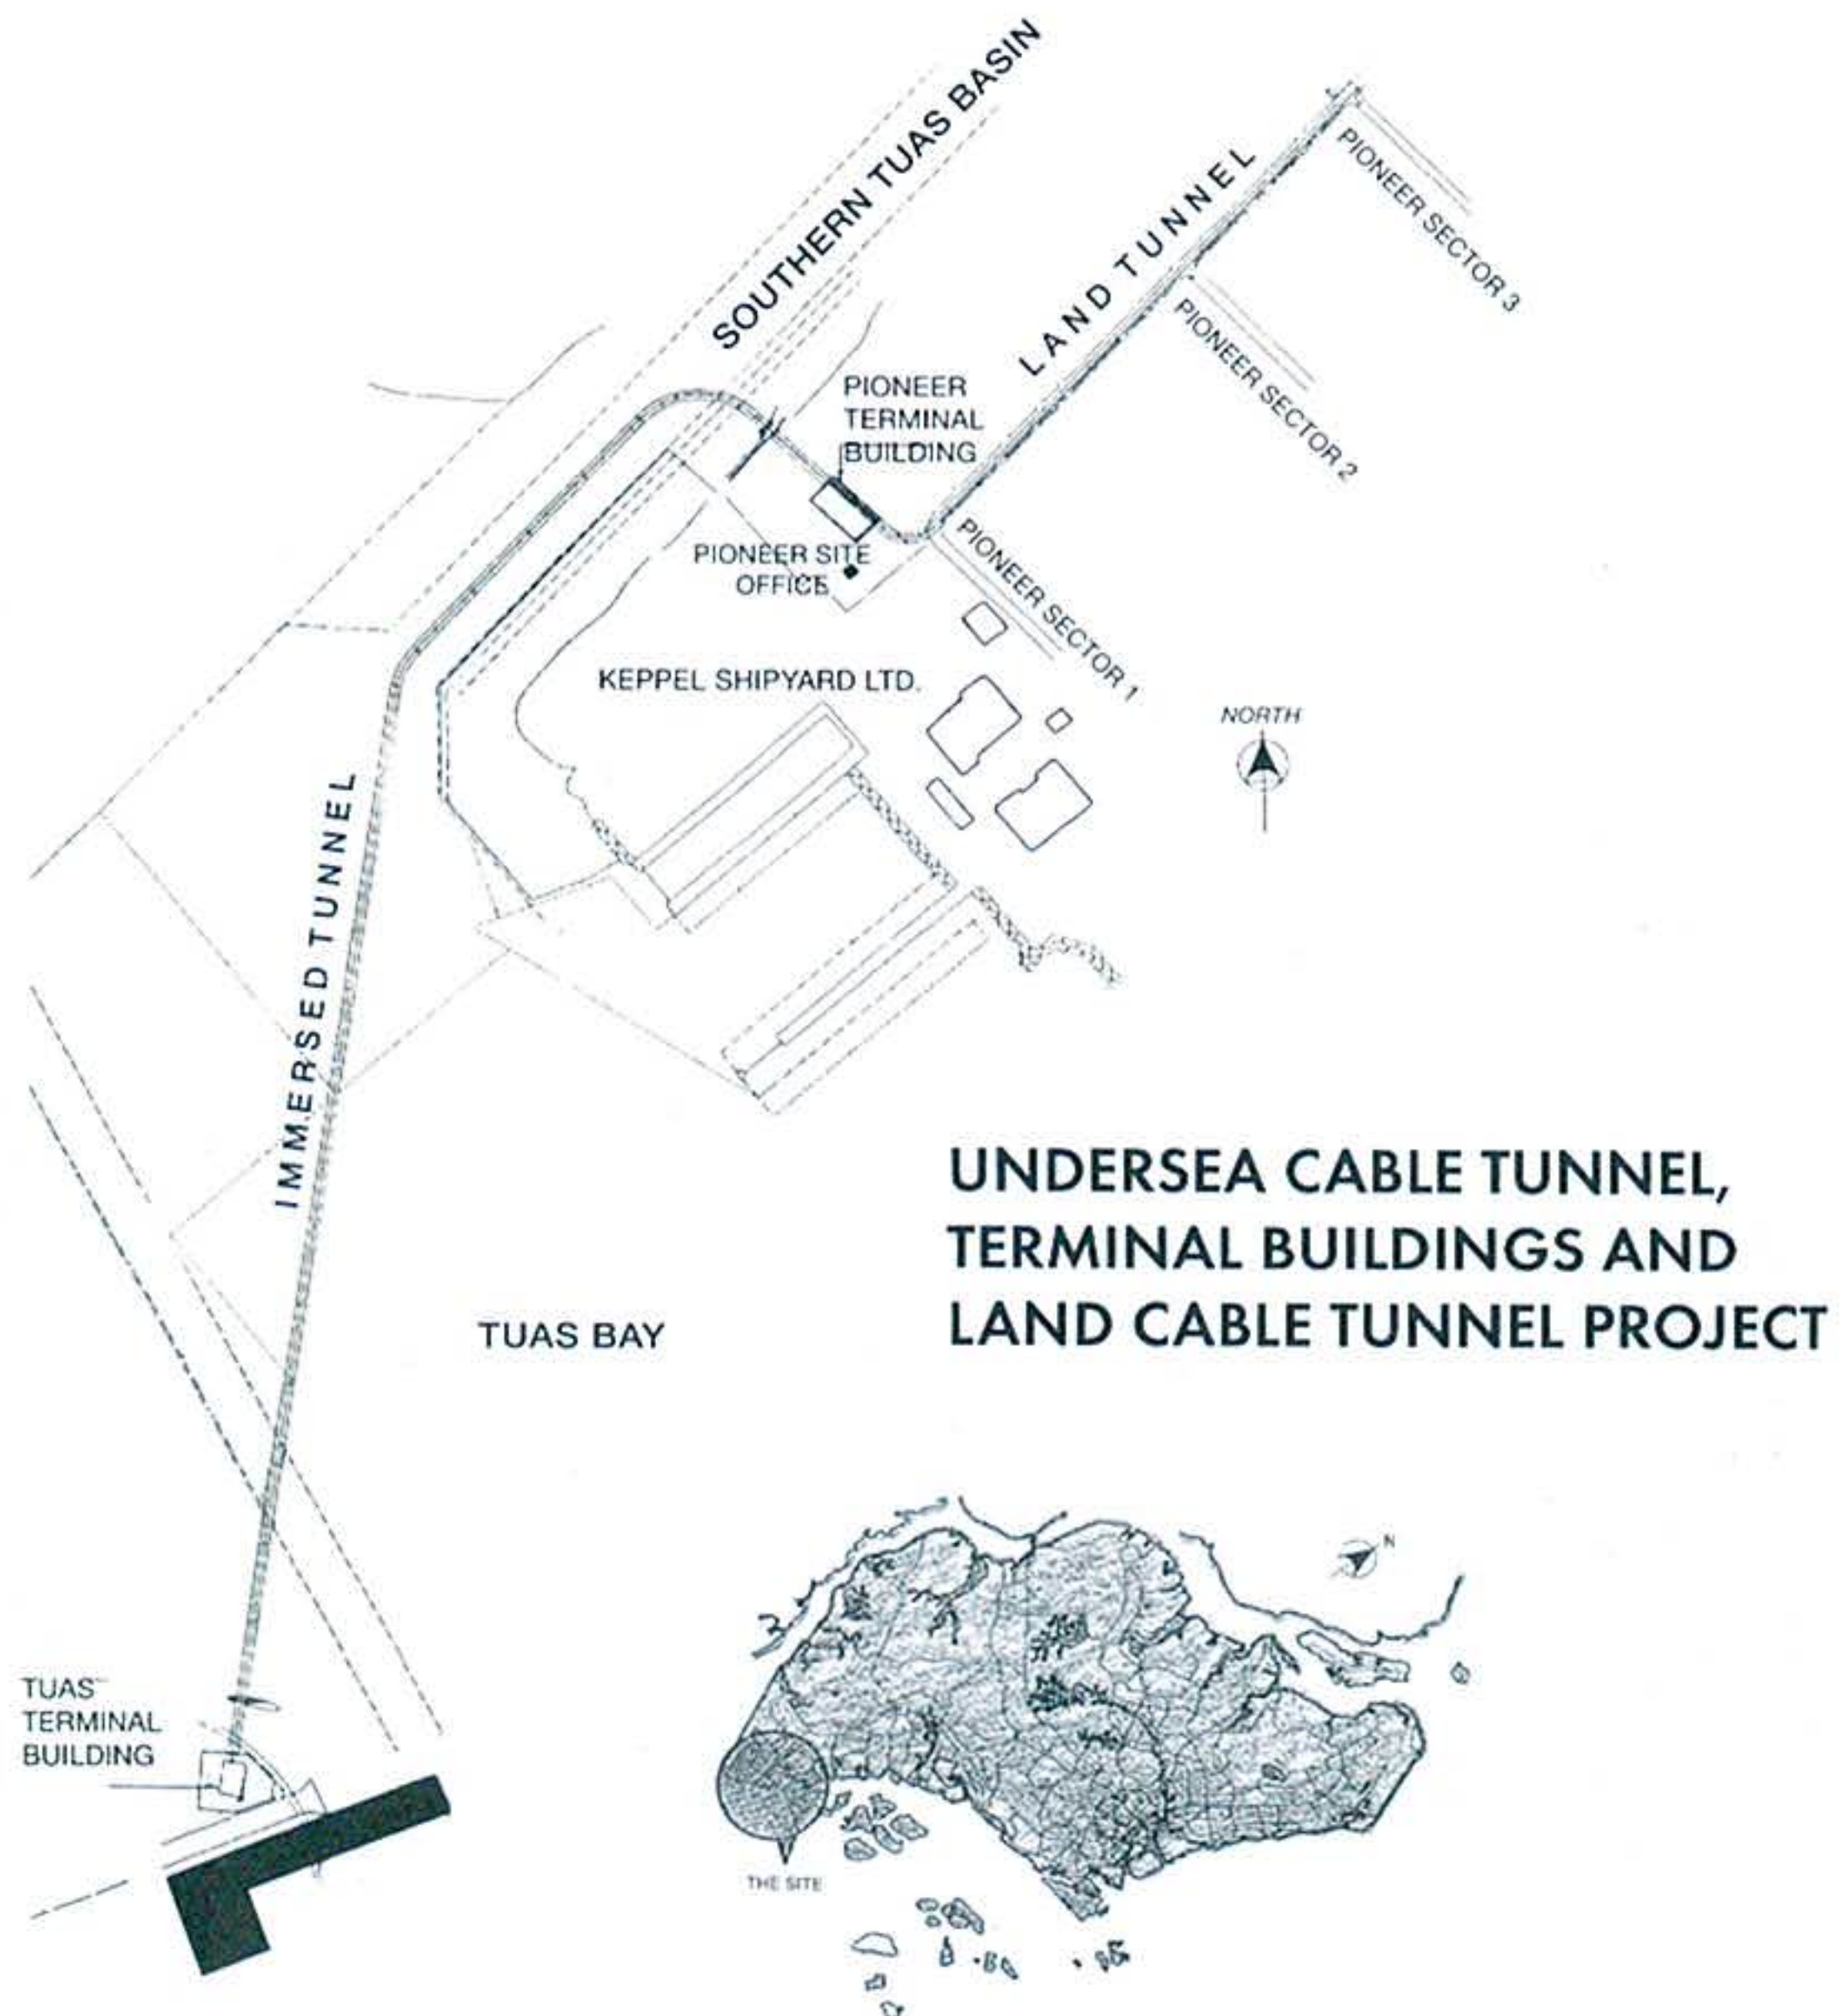 SOUTHERN TUAS BASIN
LAND TUNNEL
PIONEER SECTOR 3
PIONEER SECTOR 2
PIONEER
TERMINAL
BUILDING
PIONEER SITE
OFFICE
PIONEER SECTOR 1
KEPPEL SHIPYARD LTD.
NORTH
IMMERSED TUNNEL
UNDERSEA CABLE TUNNEL,
TERMINAL BUILDINGS AND
LAND CABLE TUNNEL PROJECT
TUAS BAY
N
TUAS
TERMINAL
BUILDING
THE SITE